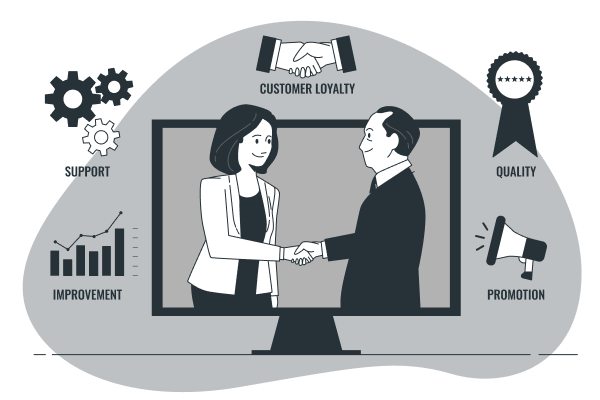 CUSTOMER LOYALTY
SUPPORT
QUALITY
IMPROVEMENT
PROMOTION